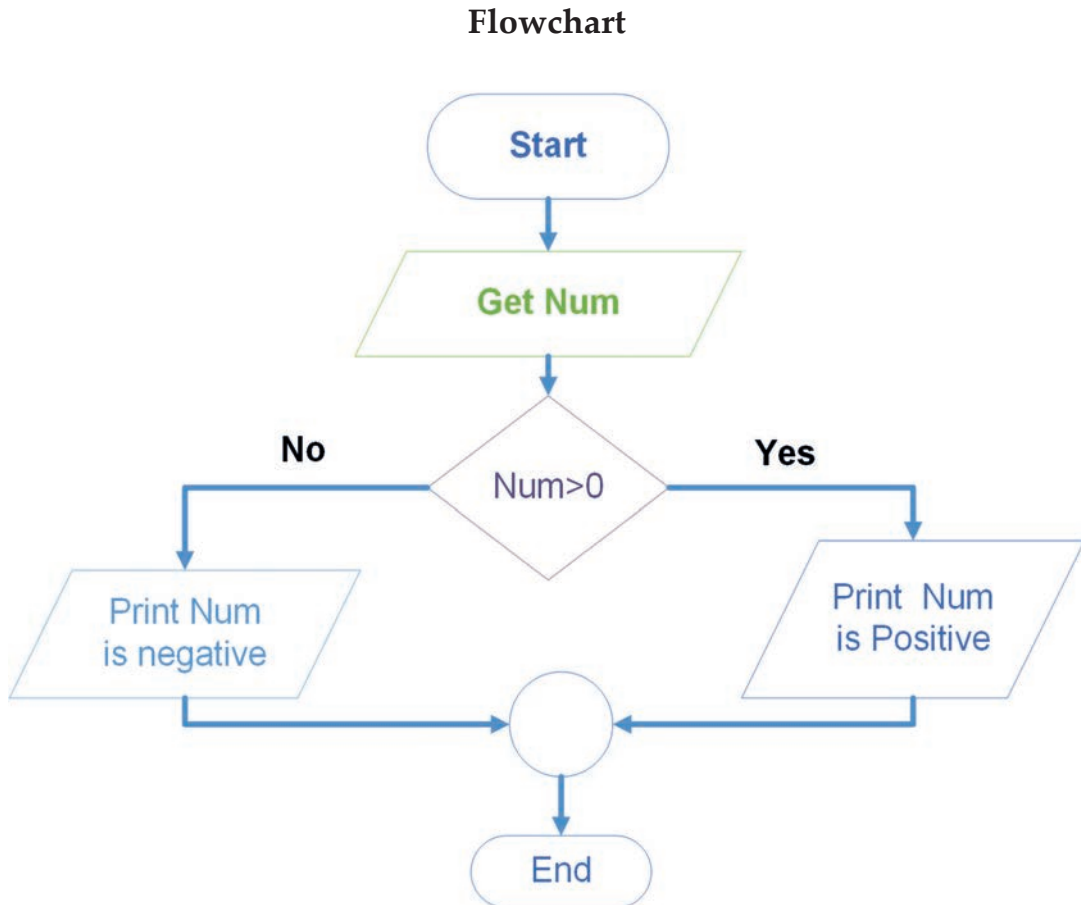 Flowchart
Start
Get Num
No
Yes
Num>0
Print Num
is negative
Print Num
is Positive
End